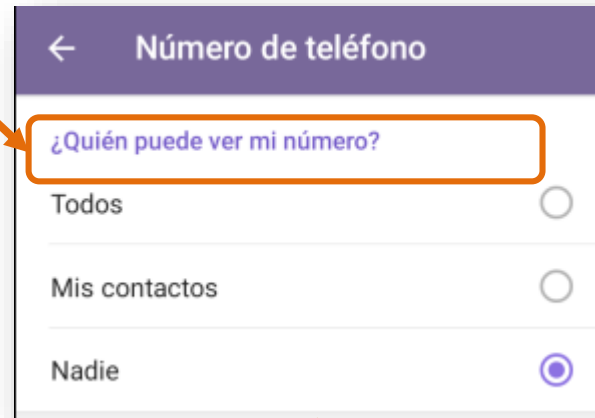 Número de teléfono
¿Quién puede ver mi número?
Todos
Mis contactos
Nadie